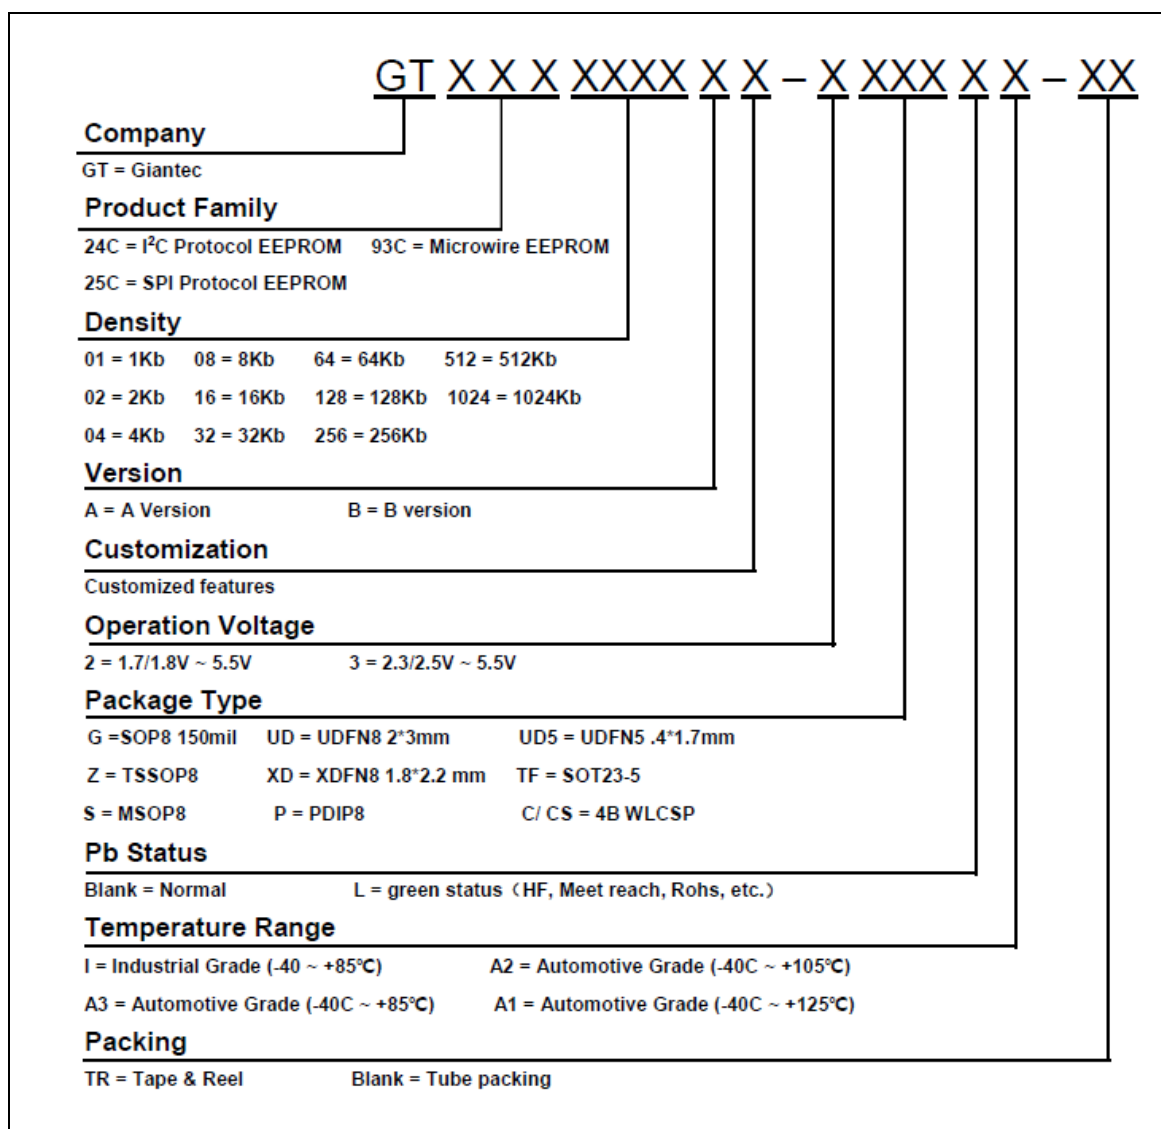 GT X X X XXXX X X – X XXX X X – XX
Company
GT = Giantec
Product Family
24C = I²C Protocol EEPROM 93C = Microwire EEPROM
25C = SPI Protocol EEPROM
Density
01 = 1Kb 08 = 8Kb 64 = 64Kb 512 = 512Kb
02 = 2Kb 16 = 16Kb 128 = 128Kb 1024 = 1024Kb
04 = 4Kb 32 = 32Kb 256 = 256Kb
Version
A = A Version B = B version
Customization
Customized features
Operation Voltage
2 = 1.7/1.8V ~ 5.5V 3 = 2.3/2.5V ~ 5.5V
Package Type
G =SOP8 150mil UD = UDFN8 2*3mm UD5 = UDFN5 .4*1.7mm
Z = TSSOP8 XD = XDFN8 1.8*2.2 mm TF = SOT23-5
S = MSOP8 P = PDIP8 C/ CS = 4B WLCSP
Pb Status
Blank = Normal L = green status（HF, Meet reach, Rohs, etc.）
Temperature Range
I = Industrial Grade (-40 ~ +85℃) A2 = Automotive Grade (-40C ~ +105℃)
A3 = Automotive Grade (-40C ~ +85℃) A1 = Automotive Grade (-40C ~ +125℃)
Packing
TR = Tape & Reel Blank = Tube packing